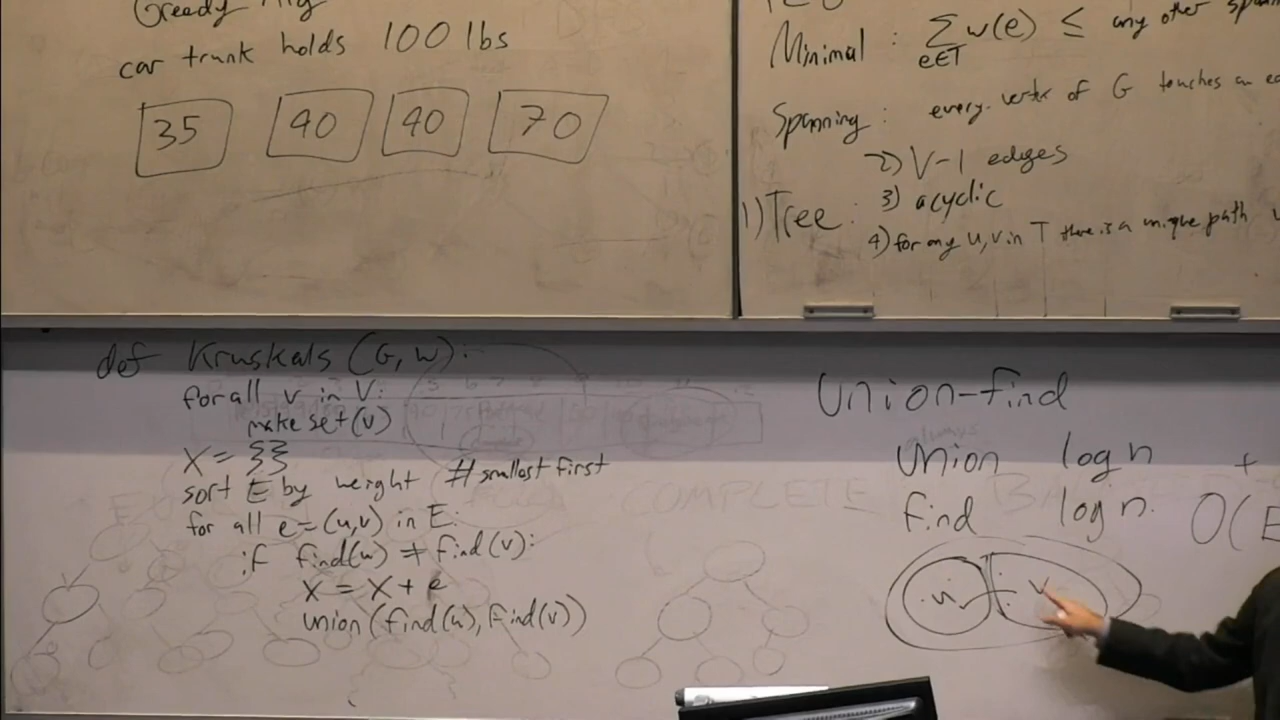 Greedy Alg
car trunk holds 100 lbs
35 40 40 70
Minimal : ∑ w(e) ≤ any other
e∈T
Spanning : every vertex of G touches an
2) V-1 edges
3) acyclic
1) Tree :
4) for any u,v in T there is a unique path
def Kruskals (G, w):
for all v in V:
makeset(v)
X = {}
sort E by weight #smallest first
for all e=(u,v) in E:
if find(u) ≠ find(v):
X = X + e
union(find(u), find(v))
Union-find
Union log n +
find log n. O(E
u v
COMPLETE